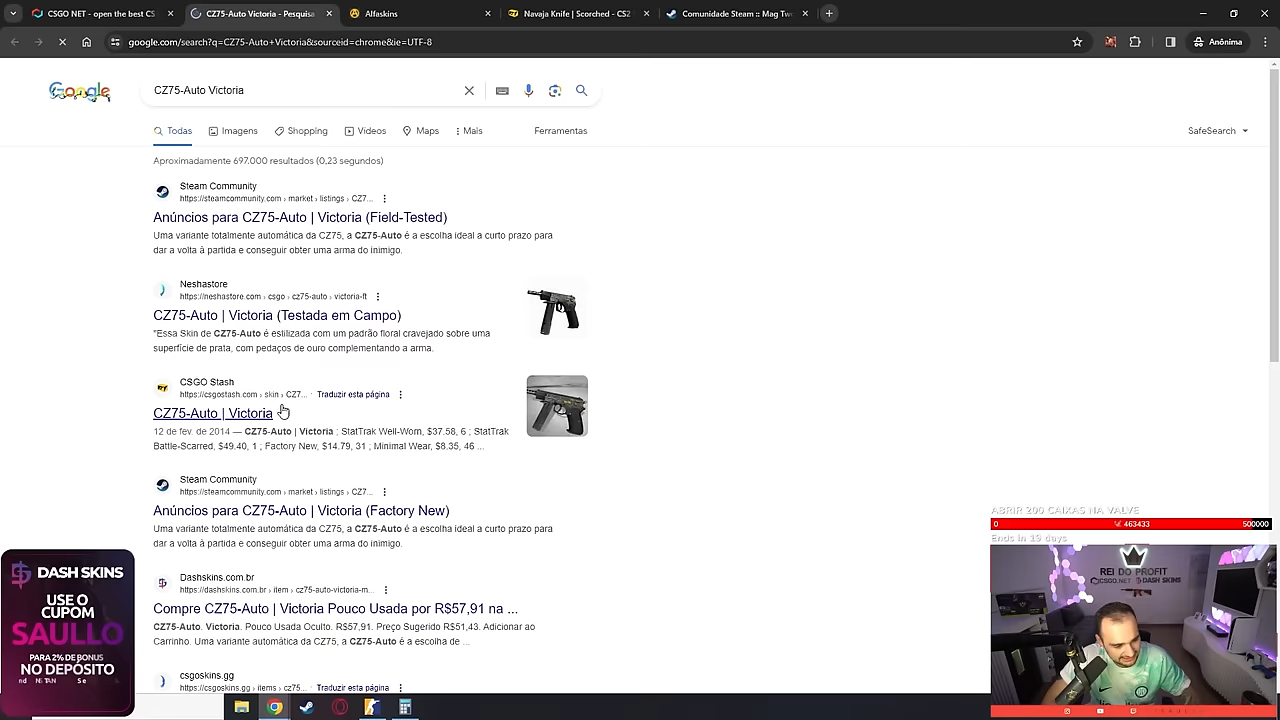 CSGO NET - open the best CS
CZ75-Auto Victoria - Pesquisa
Alfaskins
Navaja Knife | Scorched - CS2
Comunidade Steam :: Mag Tw
google.com/search?q=CZ75-Auto+Victoria&sourceid=chrome&ie=UTF-8
Anônima
Google
CZ75-Auto Victoria
Todas
Imagens
Shopping
Vídeos
Maps
Mais
Ferramentas
SafeSearch
Aproximadamente 697.000 resultados (0,23 segundos)
Steam Community
https://steamcommunity.com › market › listings › CZ7...
Anúncios para CZ75-Auto | Victoria (Field-Tested)
Uma variante totalmente automática da CZ75, a CZ75-Auto é a escolha ideal a curto prazo para
dar a volta à partida e conseguir obter uma arma do inimigo.
Neshastore
https://neshastore.com › csgo › cz75-auto › victoria-ft
CZ75-Auto | Victoria (Testada em Campo)
"Essa Skin de CZ75-Auto é estilizada com um padrão floral cravejado sobre uma
superfície de prata, com pedaços de ouro complementando a arma.
CSGO Stash
https://csgostash.com › skin › CZ7... · Traduzir esta página
CZ75-Auto | Victoria
12 de fev. de 2014 — CZ75-Auto | Victoria ; StatTrak Well-Worn, $37.58, 6 ; StatTrak
Battle-Scarred, $49.40, 1 ; Factory New, $14.79, 31 ; Minimal Wear, $8.35, 46 ...
Steam Community
https://steamcommunity.com › market › listings › CZ7...
Anúncios para CZ75-Auto | Victoria (Factory New)
Uma variante totalmente automática da CZ75, a CZ75-Auto é a escolha ideal a curto prazo para
dar a volta à partida e conseguir obter uma arma do inimigo.
Dashskins.com.br
https://dashskins.com.br › item › cz75-auto-victoria-m...
Compre CZ75-Auto | Victoria Pouco Usada por R$57,91 na ...
CZ75-Auto. Victoria. Pouco Usada Oculto. R$57,91. Preço Sugerido R$51,43. Adicionar ao
Carrinho. Uma variante automática da CZ75, a CZ75-Auto é a escolha de ...
csgoskins.gg
https://csgoskins.gg › items › cz75... · Traduzir esta página
DASH SKINS
USE O
CUPOM
SAULLO
PARA 2% DE BONUS
NO DEPÓSITO
ABRIR 200 CAIXAS NA VALVE
0
463433
500000
Ends in 19 days
REI DO PROFIT
CSGO.NET
DASH SKINS